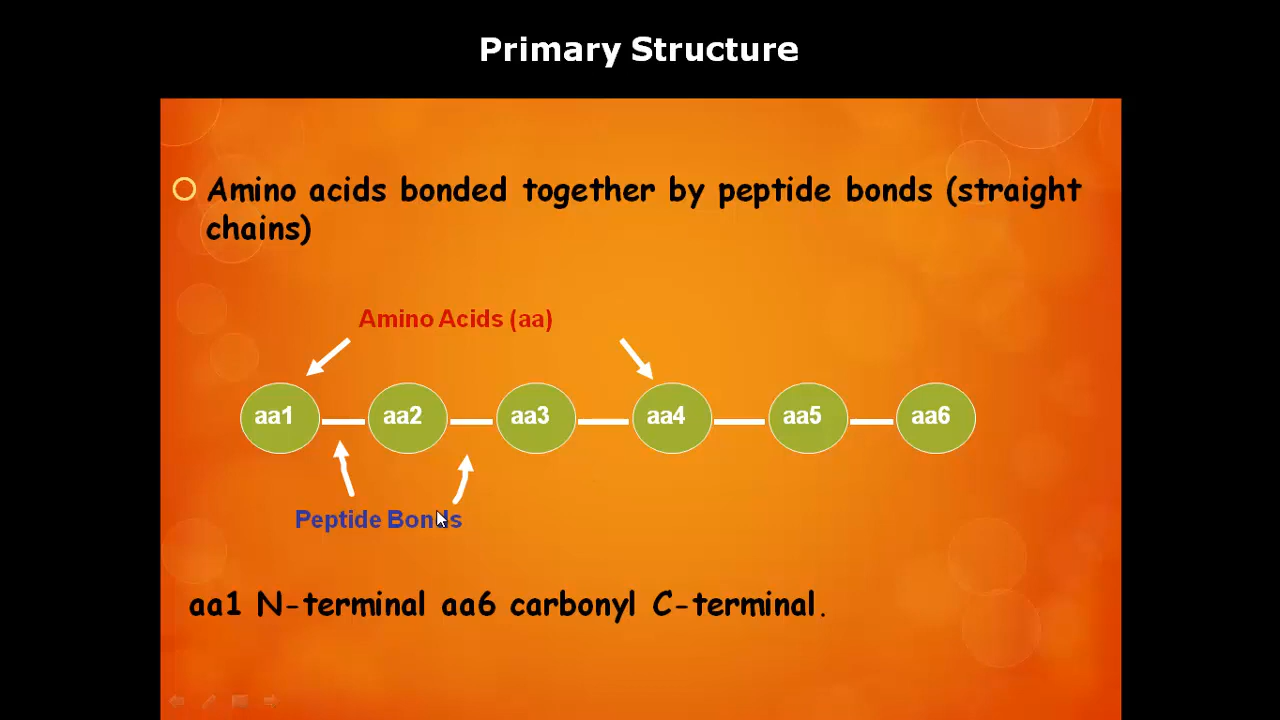 Primary Structure
Amino acids bonded together by peptide bonds (straight
chains)
Amino Acids (aa)
aa1 aa2 aa3 aa4 aa5 aa6
Peptide Bonds
aa1 N-terminal aa6 carbonyl C-terminal.